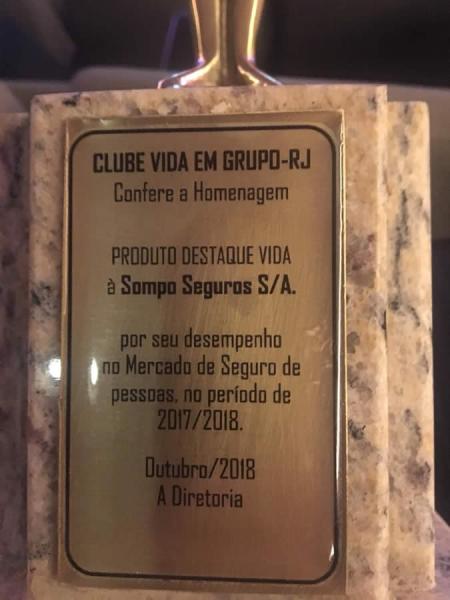 CLUBE VIDA EM GRUPO-RJ
Confere a Homenagem
PRODUTO DESTAQUE VIDA
à Sompo Seguros S/A.
por seu desempenho
no Mercado de Seguro de
pessoas, no período de
2017/2018.
Outubro/2018
A Diretoria